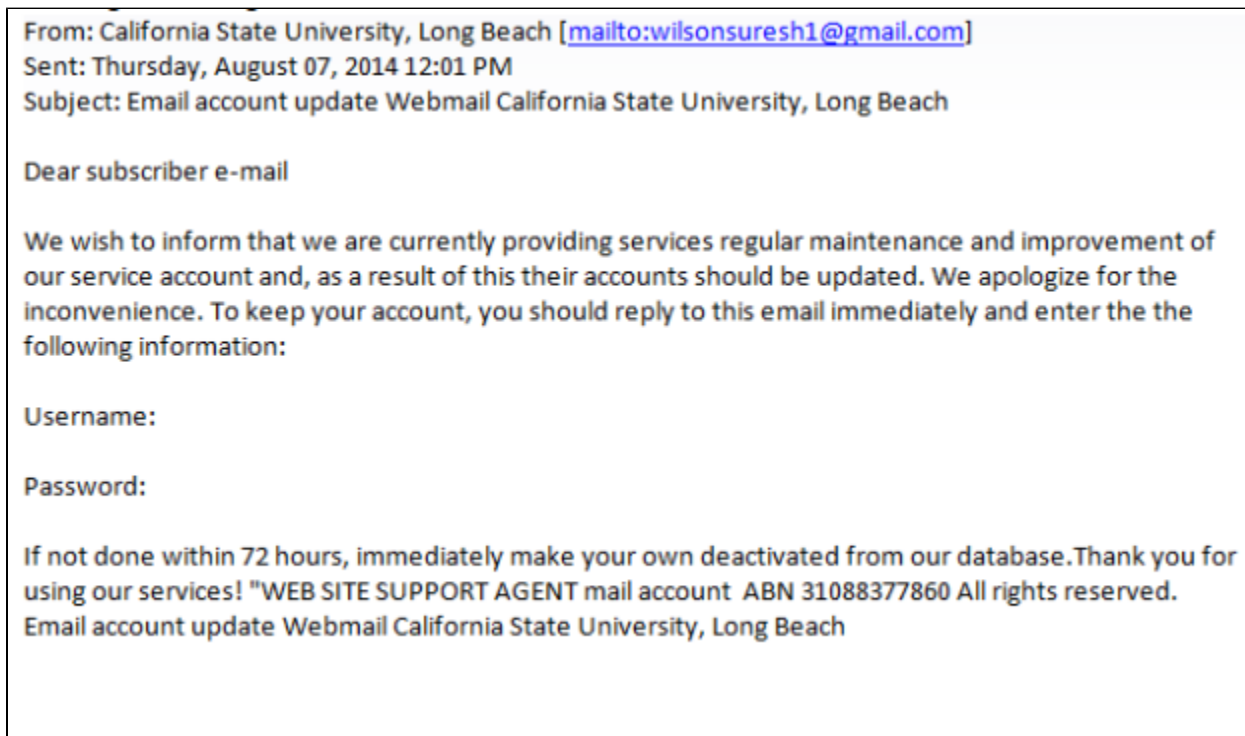 From: California State University, Long Beach [mailto:wilsonsuresh1@gmail.com]
Sent: Thursday, August 07, 2014 12:01 PM
Subject: Email account update Webmail California State University, Long Beach
Dear subscriber e-mail
We wish to inform that we are currently providing services regular maintenance and improvement of
our service account and, as a result of this their accounts should be updated. We apologize for the
inconvenience. To keep your account, you should reply to this email immediately and enter the the
following information:
Username:
Password:
If not done within 72 hours, immediately make your own deactivated from our database.Thank you for
using our services! "WEB SITE SUPPORT AGENT mail account  ABN 31088377860 All rights reserved.
Email account update Webmail California State University, Long Beach